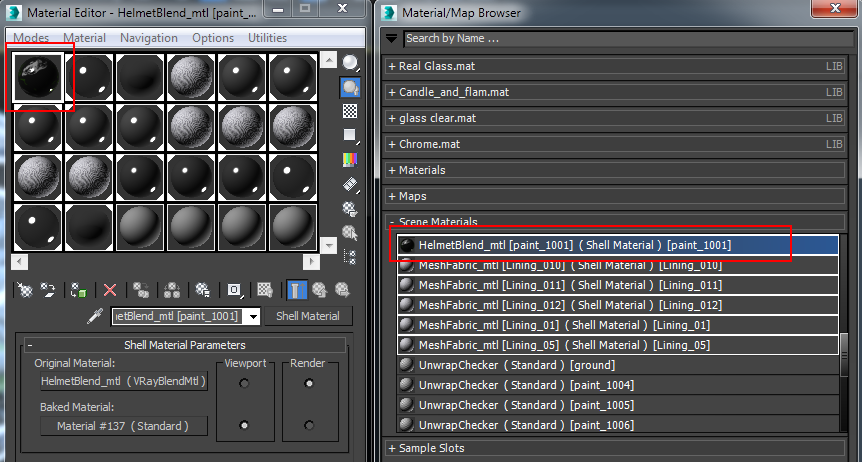 Material Editor - HelmetBlend_mtl [paint_...
Modes Material Navigation Options Utilities
ıetBlend_mtl [paint_1001]
Shell Material
- Shell Material Parameters
Original Material:
Viewport
Render
HelmetBlend_mtl ( VRayBlendMtl )
Baked Material:
Material #137 ( Standard )
Material/Map Browser
Search by Name ...
+ Real Glass.mat LIB
+ Candle_and_flam.mat LIB
+ glass clear.mat LIB
+ Chrome.mat LIB
+ Materials
+ Maps
- Scene Materials
HelmetBlend_mtl [paint_1001] ( Shell Material ) [paint_1001]
MeshFabric_mtl [Lining_010] ( Shell Material ) [Lining_010]
MeshFabric_mtl [Lining_011] ( Shell Material ) [Lining_011]
MeshFabric_mtl [Lining_012] ( Shell Material ) [Lining_012]
MeshFabric_mtl [Lining_01] ( Shell Material ) [Lining_01]
MeshFabric_mtl [Lining_05] ( Shell Material ) [Lining_05]
UnwrapChecker ( Standard ) [ground]
UnwrapChecker ( Standard ) [paint_1004]
UnwrapChecker ( Standard ) [paint_1005]
UnwrapChecker ( Standard ) [paint_1006]
+ Sample Slots